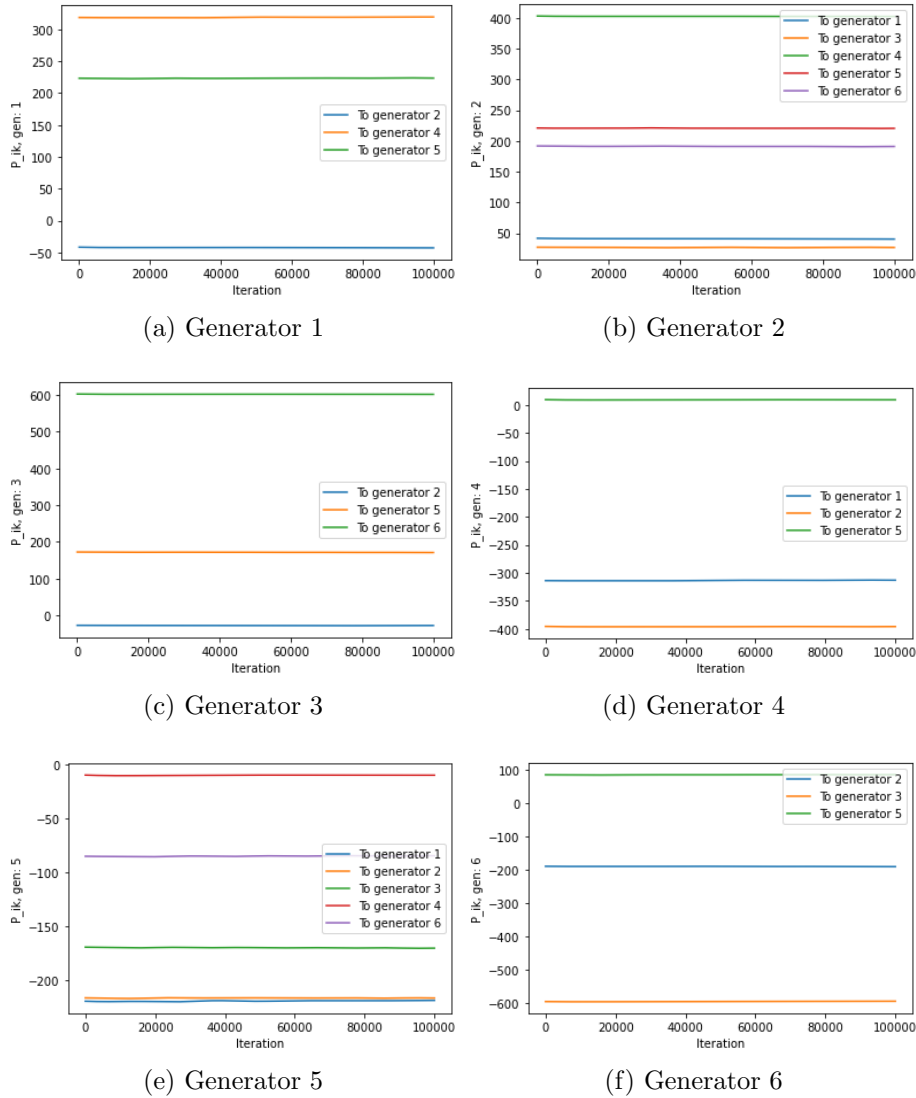 300
250
200
150
100
50
0
−50
P_ik, gen: 1
To generator 2
To generator 4
To generator 5
0 20000 40000 60000 80000 100000
Iteration
(a) Generator 1
400
350
300
250
200
150
100
50
P_ik, gen: 2
To generator 1
To generator 3
To generator 4
To generator 5
To generator 6
0 20000 40000 60000 80000 100000
Iteration
(b) Generator 2
600
500
400
300
200
100
0
P_ik, gen: 3
To generator 2
To generator 5
To generator 6
0 20000 40000 60000 80000 100000
Iteration
(c) Generator 3
0
−50
−100
−150
−200
−250
−300
−350
−400
P_ik, gen: 4
To generator 1
To generator 2
To generator 5
0 20000 40000 60000 80000 100000
Iteration
(d) Generator 4
0
−50
−100
−150
−200
P_ik, gen: 5
To generator 1
To generator 2
To generator 3
To generator 4
To generator 6
0 20000 40000 60000 80000 100000
Iteration
(e) Generator 5
100
0
−100
−200
−300
−400
−500
−600
P_ik, gen: 6
To generator 2
To generator 3
To generator 5
0 20000 40000 60000 80000 100000
Iteration
(f) Generator 6